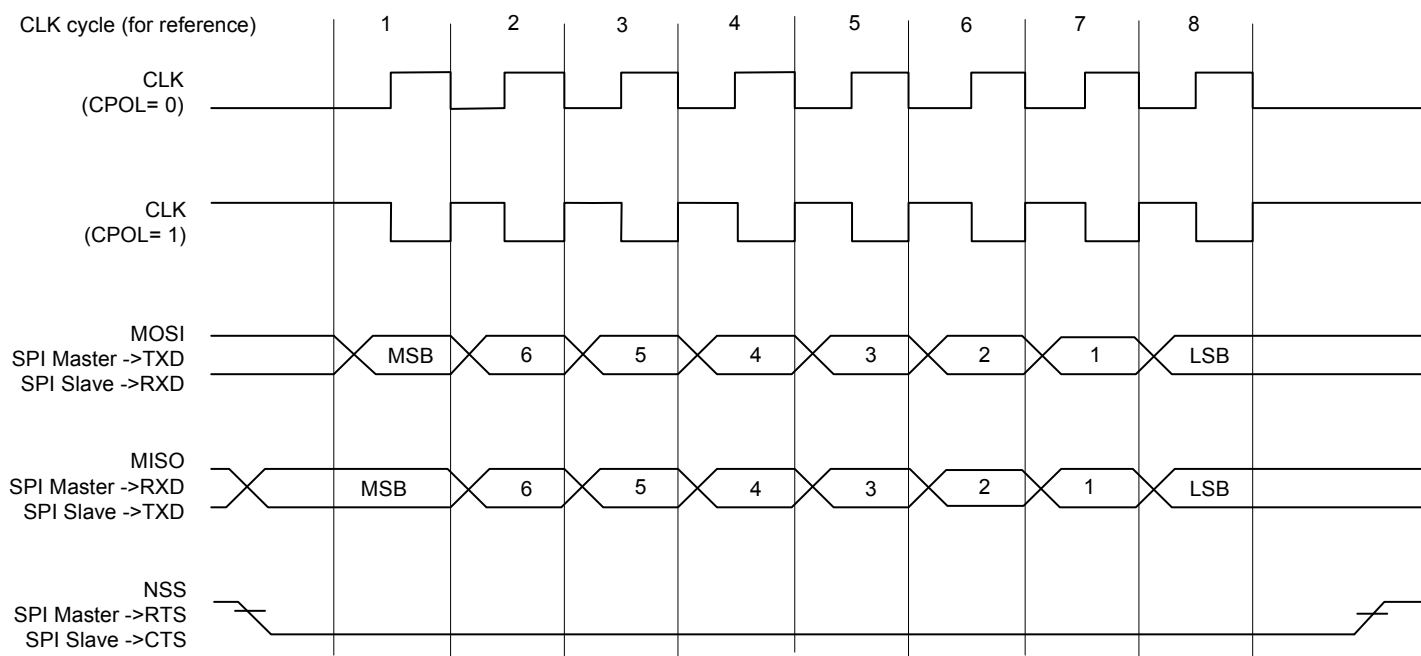 CLK cycle (for reference) 1 2 3 4 5 6 7 8
CLK
(CPOL= 0)
CLK
(CPOL= 1)
MOSI
SPI Master ->TXD
SPI Slave ->RXD
MSB 6 5 4 3 2 1 LSB
MISO
SPI Master ->RXD
SPI Slave ->TXD
MSB 6 5 4 3 2 1 LSB
NSS
SPI Master ->RTS
SPI Slave ->CTS